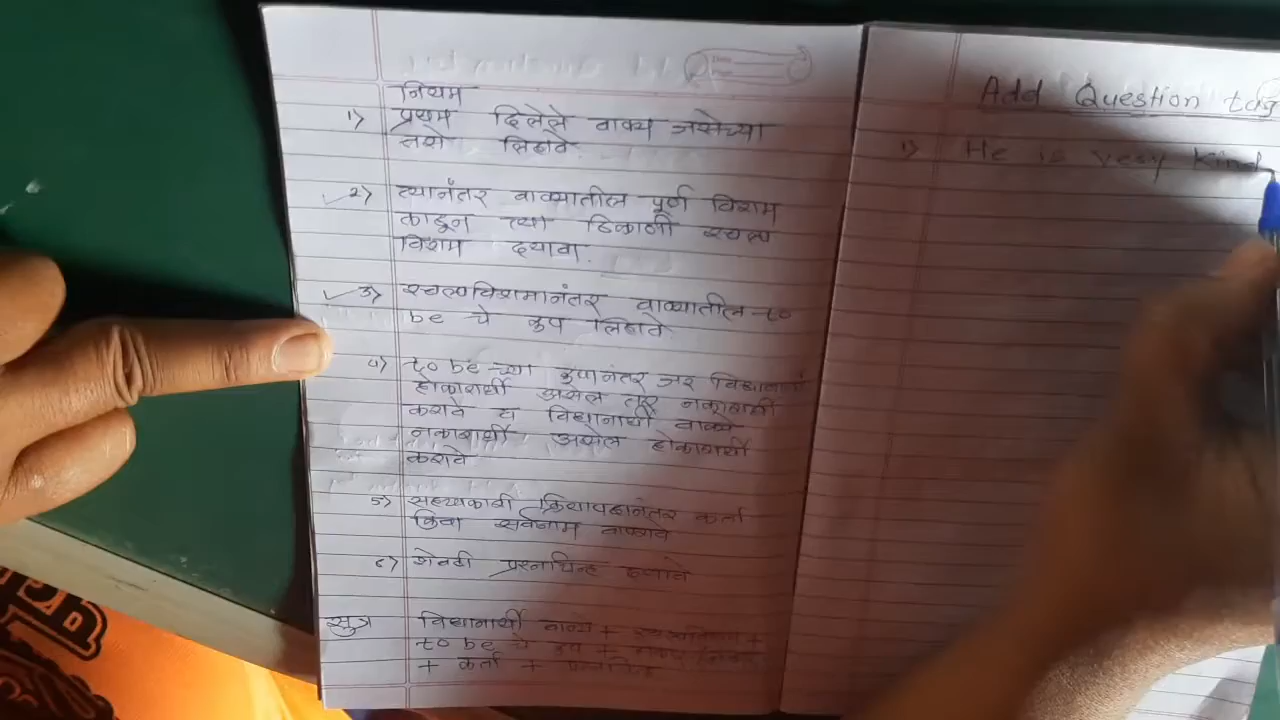 नियम
1) प्रथम दिलेले वाक्य जसेच्या
तसे लिहावे.
2) त्यानंतर वाक्यातील पूर्ण विराम
काढून त्या ठिकाणी स्वल्प
विराम दयावा.
3) स्वल्पविरामानंतर वाक्यातील to
be चे रूप लिहावे.
4) to be च्या रूपानंतर जर विधानार्थी
होकारार्थी असेल तर नकारार्थी
करावे व विधानार्थी वाक्य
नकारार्थी असेल होकारार्थी
करावे
5) सहाय्यकारी क्रियापदानंतर कर्ता
किंवा सर्वनाम वापरावे
६) शेवटी प्रश्नचिन्ह द्यावे
सुत्र विधानार्थी वाक्य + स्वल्पविराम +
to be चे रूप +
+ कर्ता + प्रश्नचिन्ह
Add Question tag
1) He is very kind